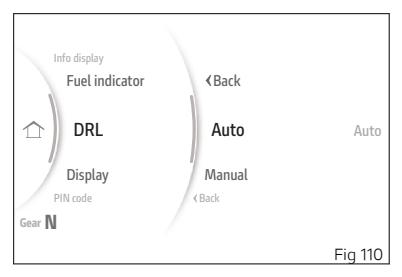 Info display
Fuel indicator
‹Back
DRL
Auto
Auto
Display
Manual
PIN code
‹Back
Gear N
Fig 110